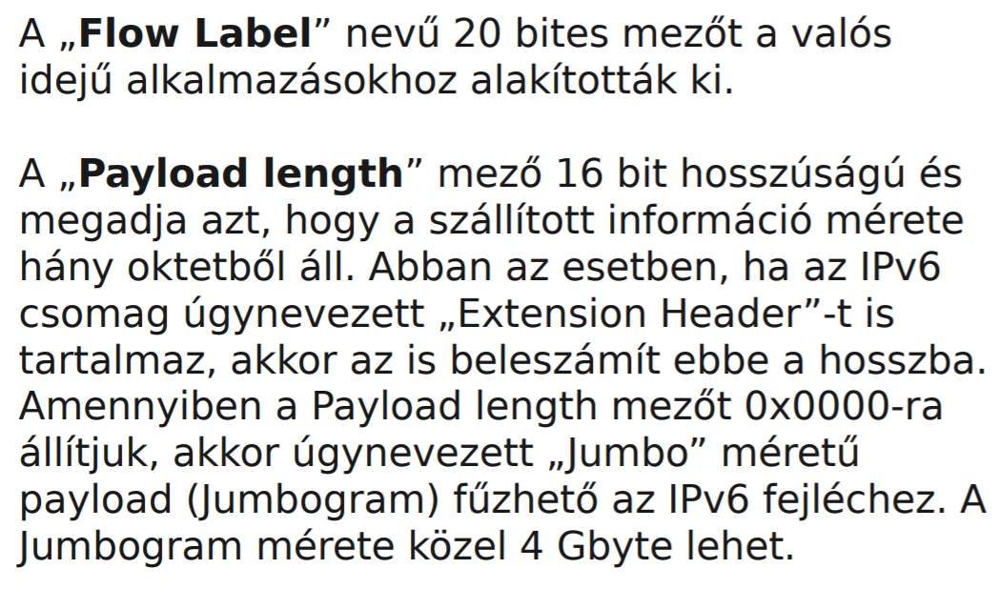 A „Flow Label” nevű 20 bites mezőt a valós
idejű alkalmazásokhoz alakították ki.
A „Payload length” mező 16 bit hosszúságú és
megadja azt, hogy a szállított információ mérete
hány oktetből áll. Abban az esetben, ha az IPv6
csomag úgynevezett „Extension Header”-t is
tartalmaz, akkor az is beleszámít ebbe a hosszba.
Amennyiben a Payload length mezőt 0x0000-ra
állítjuk, akkor úgynevezett „Jumbo” méretű
payload (Jumbogram) fűzhető az IPv6 fejléchez. A
Jumbogram mérete közel 4 Gbyte lehet.